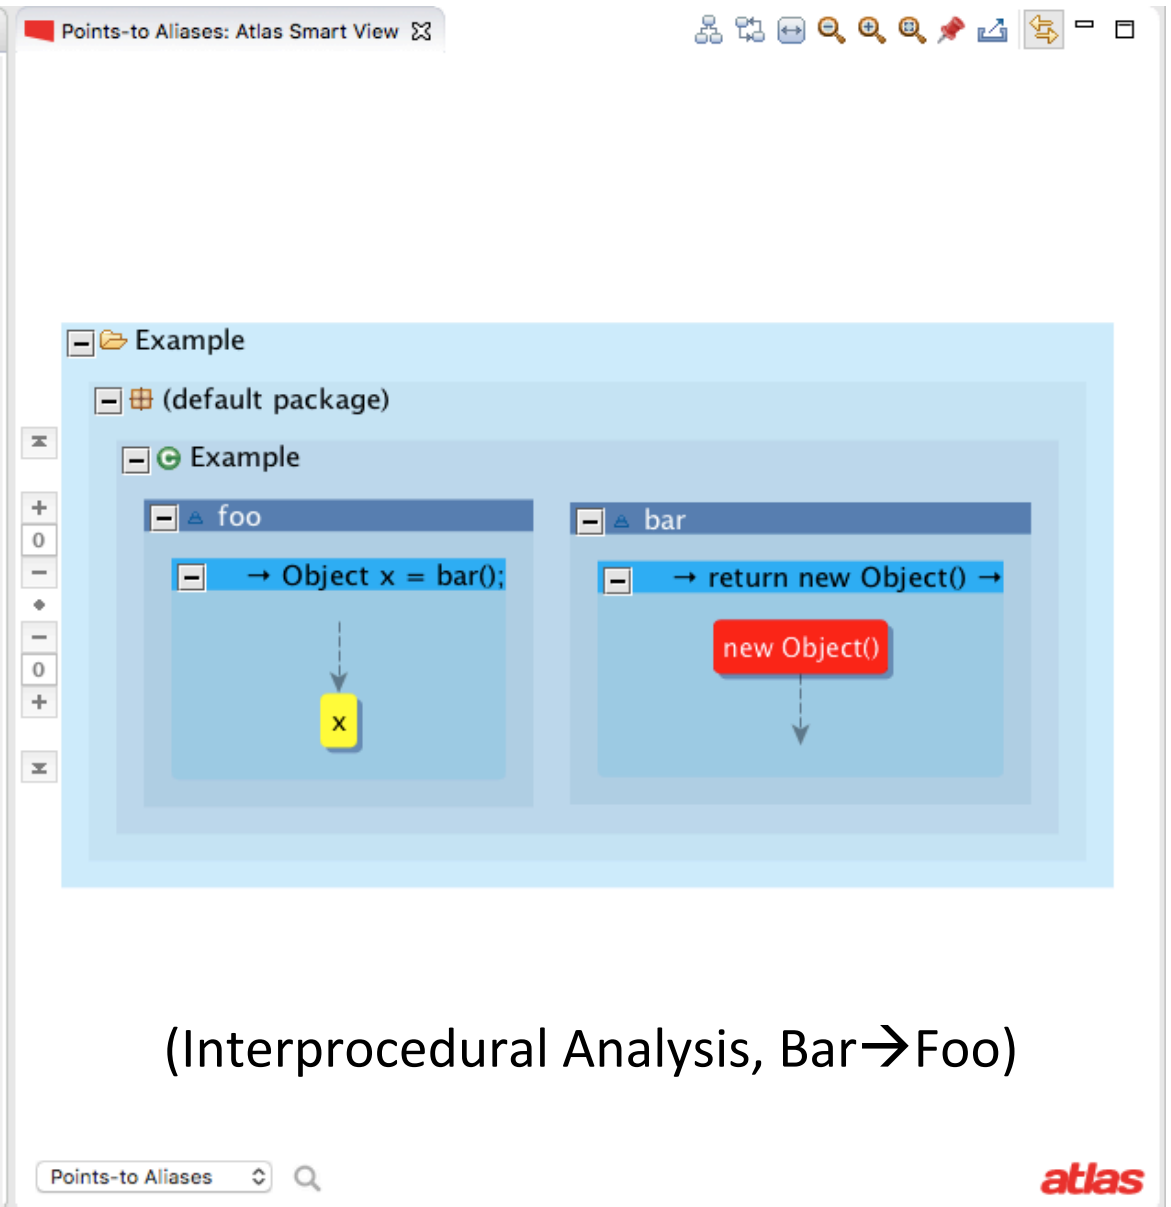 Points-to Aliases: Atlas Smart View
Example
(default package)
Example
foo
bar
→ Object x = bar();
→ return new Object() →
new Object()
x
+
0
−
−
0
+
(Interprocedural Analysis, Bar→Foo)
Points-to Aliases
atlas